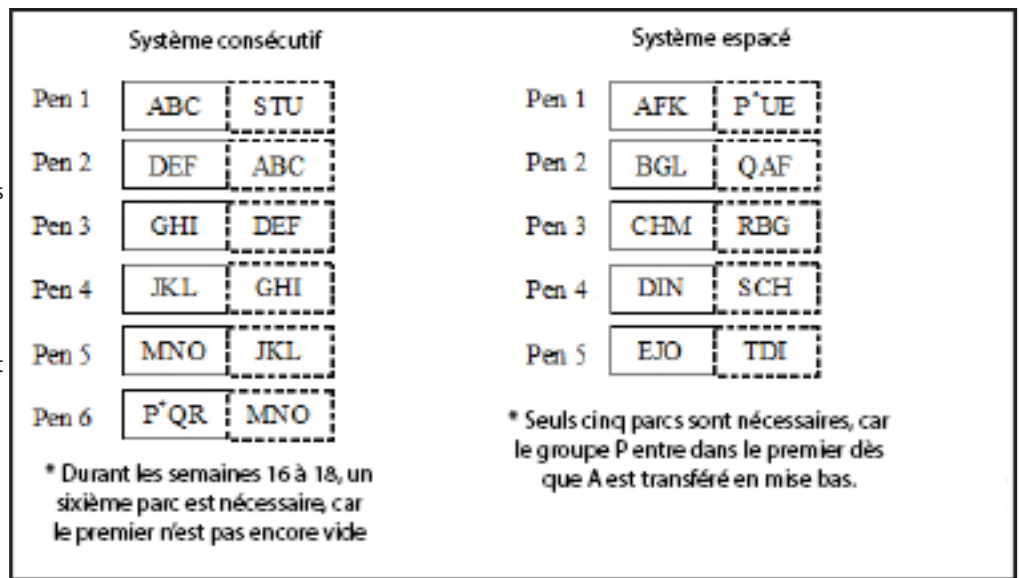 Système consécutif
Pen 1 ABC STU
Pen 2 DEF ABC
Pen 3 GHI DEF
Pen 4 JKL GHI
Pen 5 MNO JKL
Pen 6 P*QR MNO
* Durant les semaines 16 à 18, un
sixième parc est nécessaire, car
le premier n'est pas encore vide
Système espacé
Pen 1 AFK P*UE
Pen 2 BGL QAF
Pen 3 CHM RBG
Pen 4 DIN SCH
Pen 5 EJO TDI
* Seuls cinq parcs sont nécessaires, car
le groupe P entre dans le premier dès
que A est transféré en mise bas.